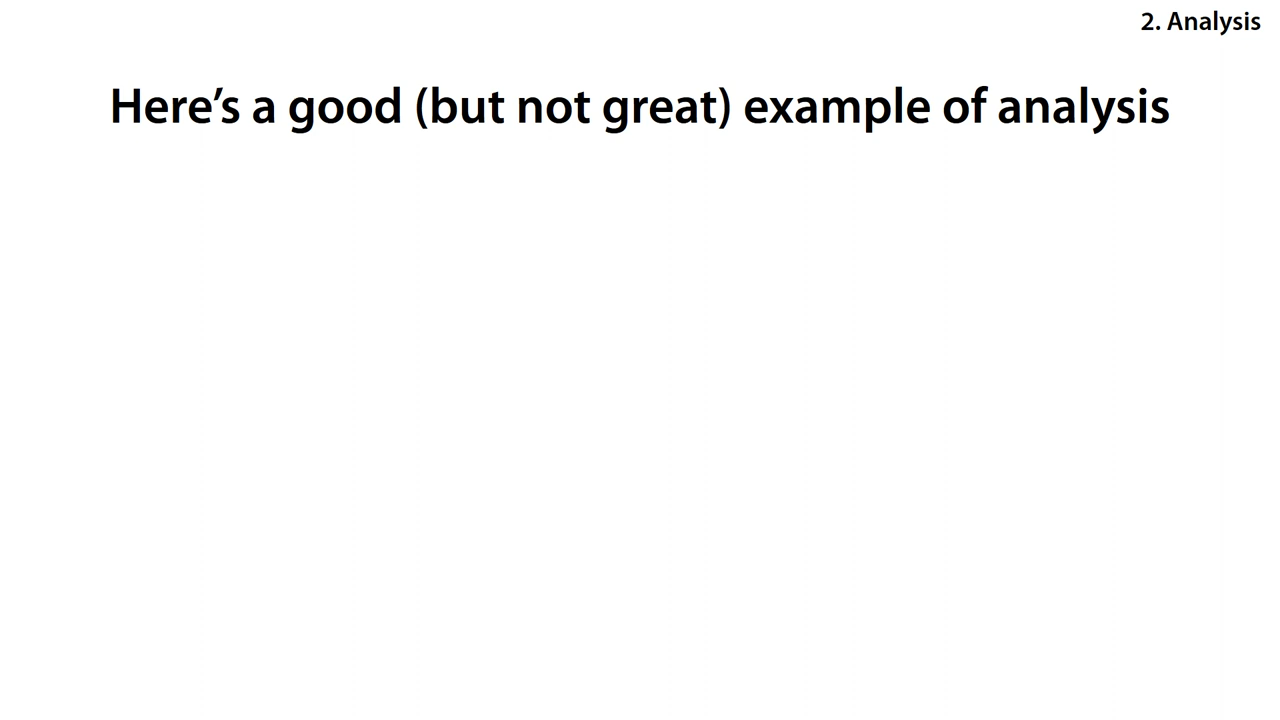 2. Analysis
Here’s a good (but not great) example of analysis